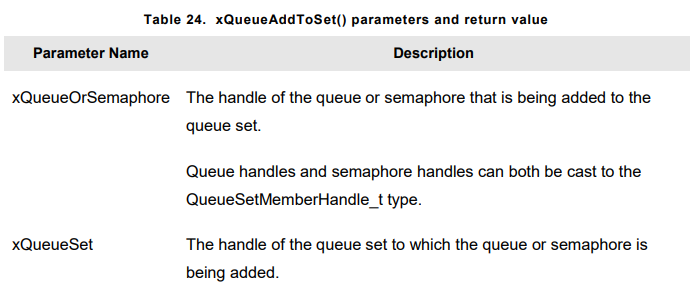 Table 24. xQueueAddToSet() parameters and return value
Parameter Name Description
xQueueOrSemaphore The handle of the queue or semaphore that is being added to the
queue set.
Queue handles and semaphore handles can both be cast to the
QueueSetMemberHandle_t type.
xQueueSet The handle of the queue set to which the queue or semaphore is
being added.